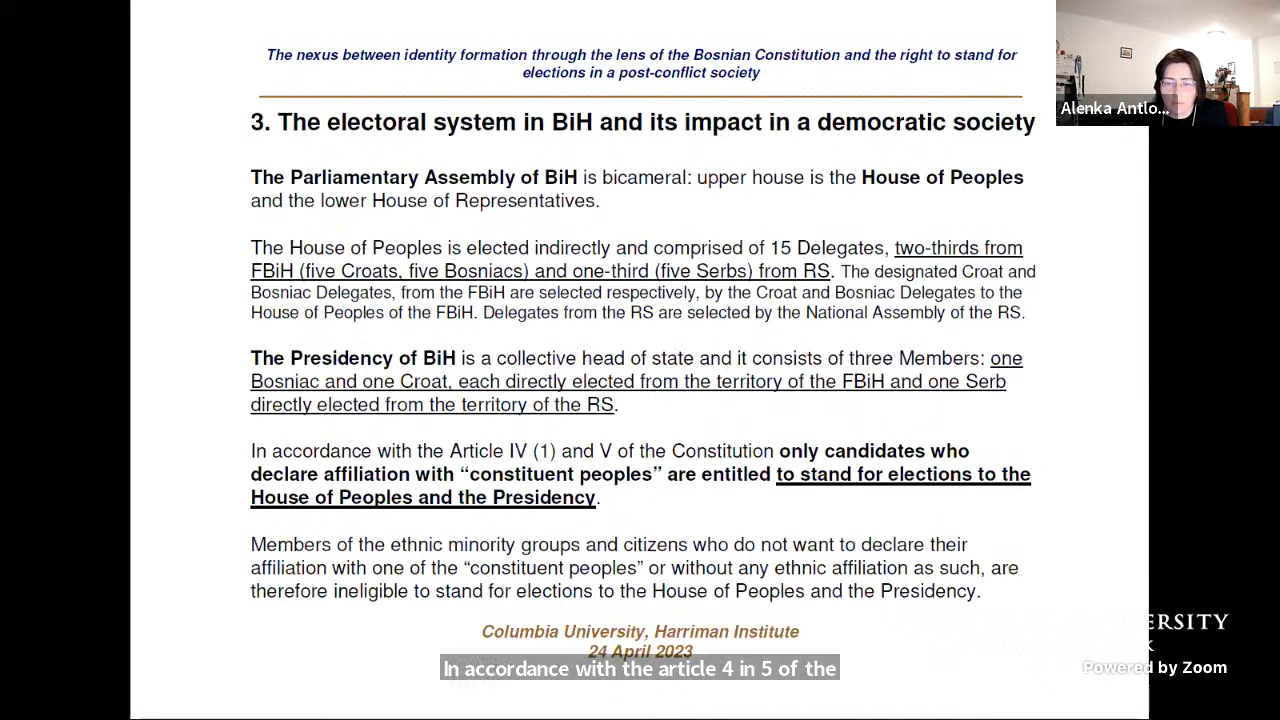 The nexus between identity formation through the lens of the Bosnian Constitution and the right to stand for
elections in a post-conflict society
Alenka Antlo...
3. The electoral system in BiH and its impact in a democratic society
The Parliamentary Assembly of BiH is bicameral: upper house is the House of Peoples
and the lower House of Representatives.
The House of Peoples is elected indirectly and comprised of 15 Delegates, two-thirds from
FBiH (five Croats, five Bosniacs) and one-third (five Serbs) from RS. The designated Croat and
Bosniac Delegates, from the FBiH are selected respectively, by the Croat and Bosniac Delegates to the
House of Peoples of the FBiH. Delegates from the RS are selected by the National Assembly of the RS.
The Presidency of BiH is a collective head of state and it consists of three Members: one
Bosniac and one Croat, each directly elected from the territory of the FBiH and one Serb
directly elected from the territory of the RS.
In accordance with the Article IV (1) and V of the Constitution only candidates who
declare affiliation with “constituent peoples” are entitled to stand for elections to the
House of Peoples and the Presidency.
Members of the ethnic minority groups and citizens who do not want to declare their
affiliation with one of the “constituent peoples” or without any ethnic affiliation as such, are
therefore ineligible to stand for elections to the House of Peoples and the Presidency.
Columbia University, Harriman Institute
24 April 2023
ERSITY
K
In accordance with the article 4 in 5 of the
Powered by Zoom